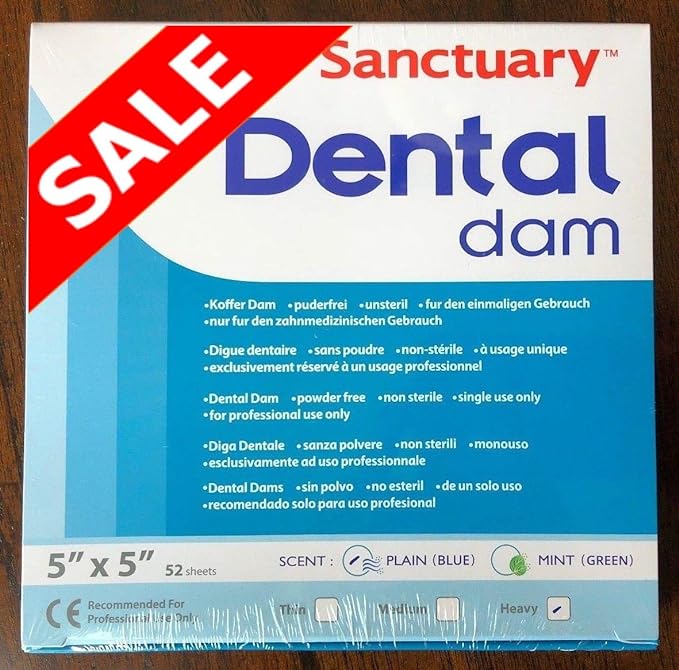 SALE
Sanctuary™
Dental
dam
•Koffer Dam •puderfrei •unsteril •fur den einmaligen Gebrauch
•nur fur den zahnmedizinischen Gebrauch
•Digue dentaire •sans poudre •non-stérile •à usage unique
•exclusivement réservé à un usage professionnel
•Dental Dam •powder free •non sterile •single use only
•for professional use only
•Diga Dentale •sanza polvere •non sterili •monouso
•esclusivamente ad uso professionnale
•Dental Dams •sin polvo •no esteril •de un solo uso
•recomendado solo para uso profesional
5” x 5” 52 sheets SCENT : PLAIN (BLUE) MINT (GREEN)
CE Recommended For
Professional Use Only
Thin Medium Heavy